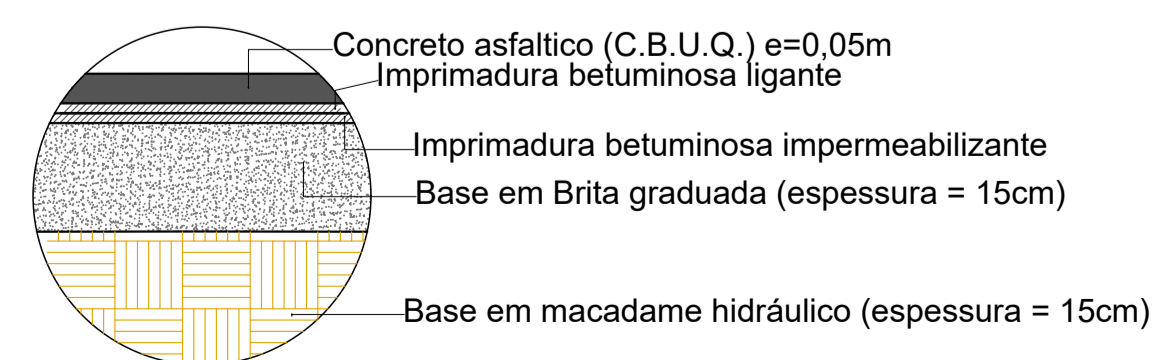 Concreto asfaltico (C.B.U.Q.) e=0,05m
Imprimadura betuminosa ligante
Imprimadura betuminosa impermeabilizante
Base em Brita graduada (espessura = 15cm)
Base em macadame hidráulico (espessura = 15cm)